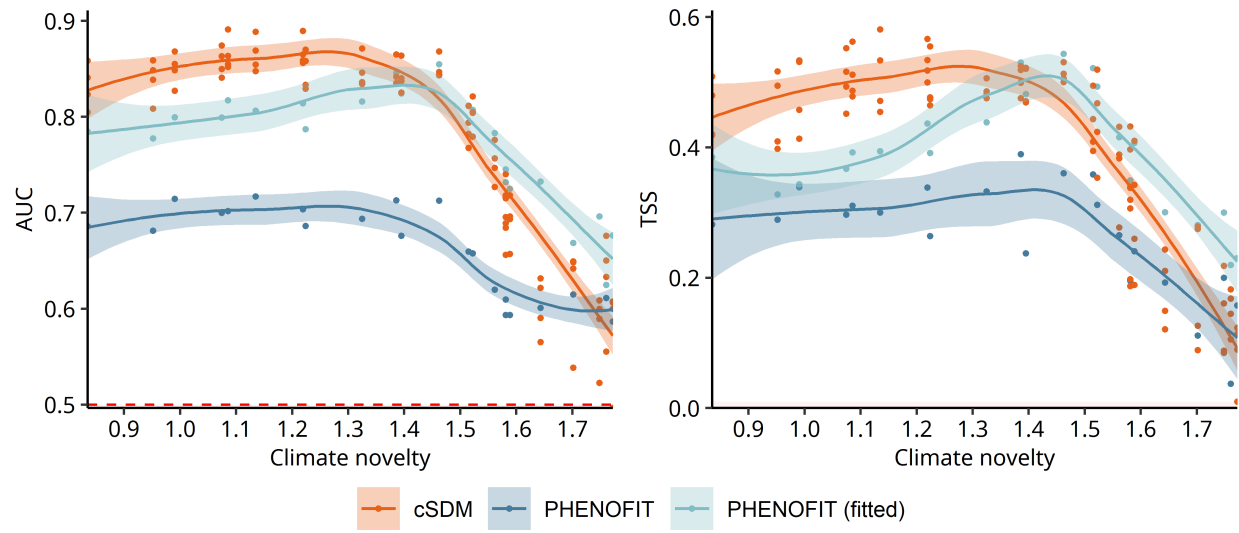 0.9
0.8
0.7
0.6
0.5
AUC
0.9 1.0 1.1 1.2 1.3 1.4 1.5 1.6 1.7
Climate novelty
0.6
0.4
0.2
0.0
TSS
0.9 1.0 1.1 1.2 1.3 1.4 1.5 1.6 1.7
Climate novelty
cSDM PHENOFIT PHENOFIT (fitted)